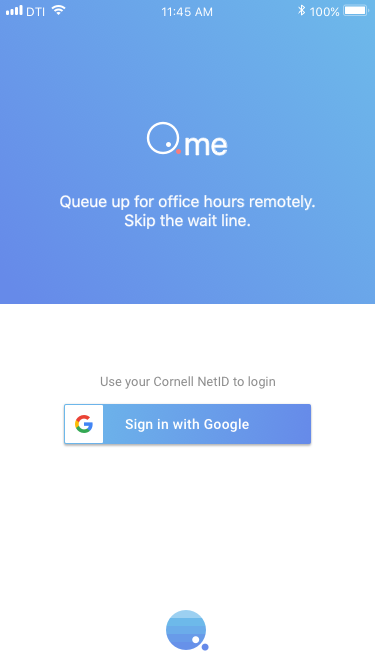 DTI 11:45 AM 100%
Qme
Queue up for office hours remotely.
Skip the wait line.
Use your Cornell NetID to login
Sign in with Google